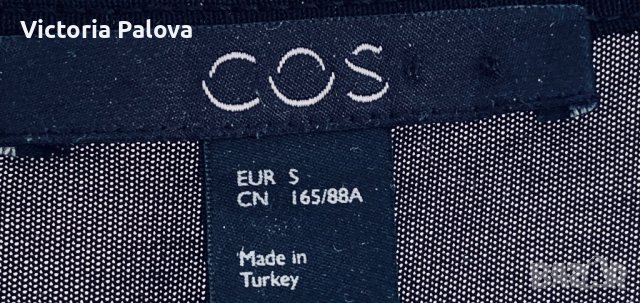 Victoria Palova
COS
EUR S
CN 165/88A
Made in
Turkey